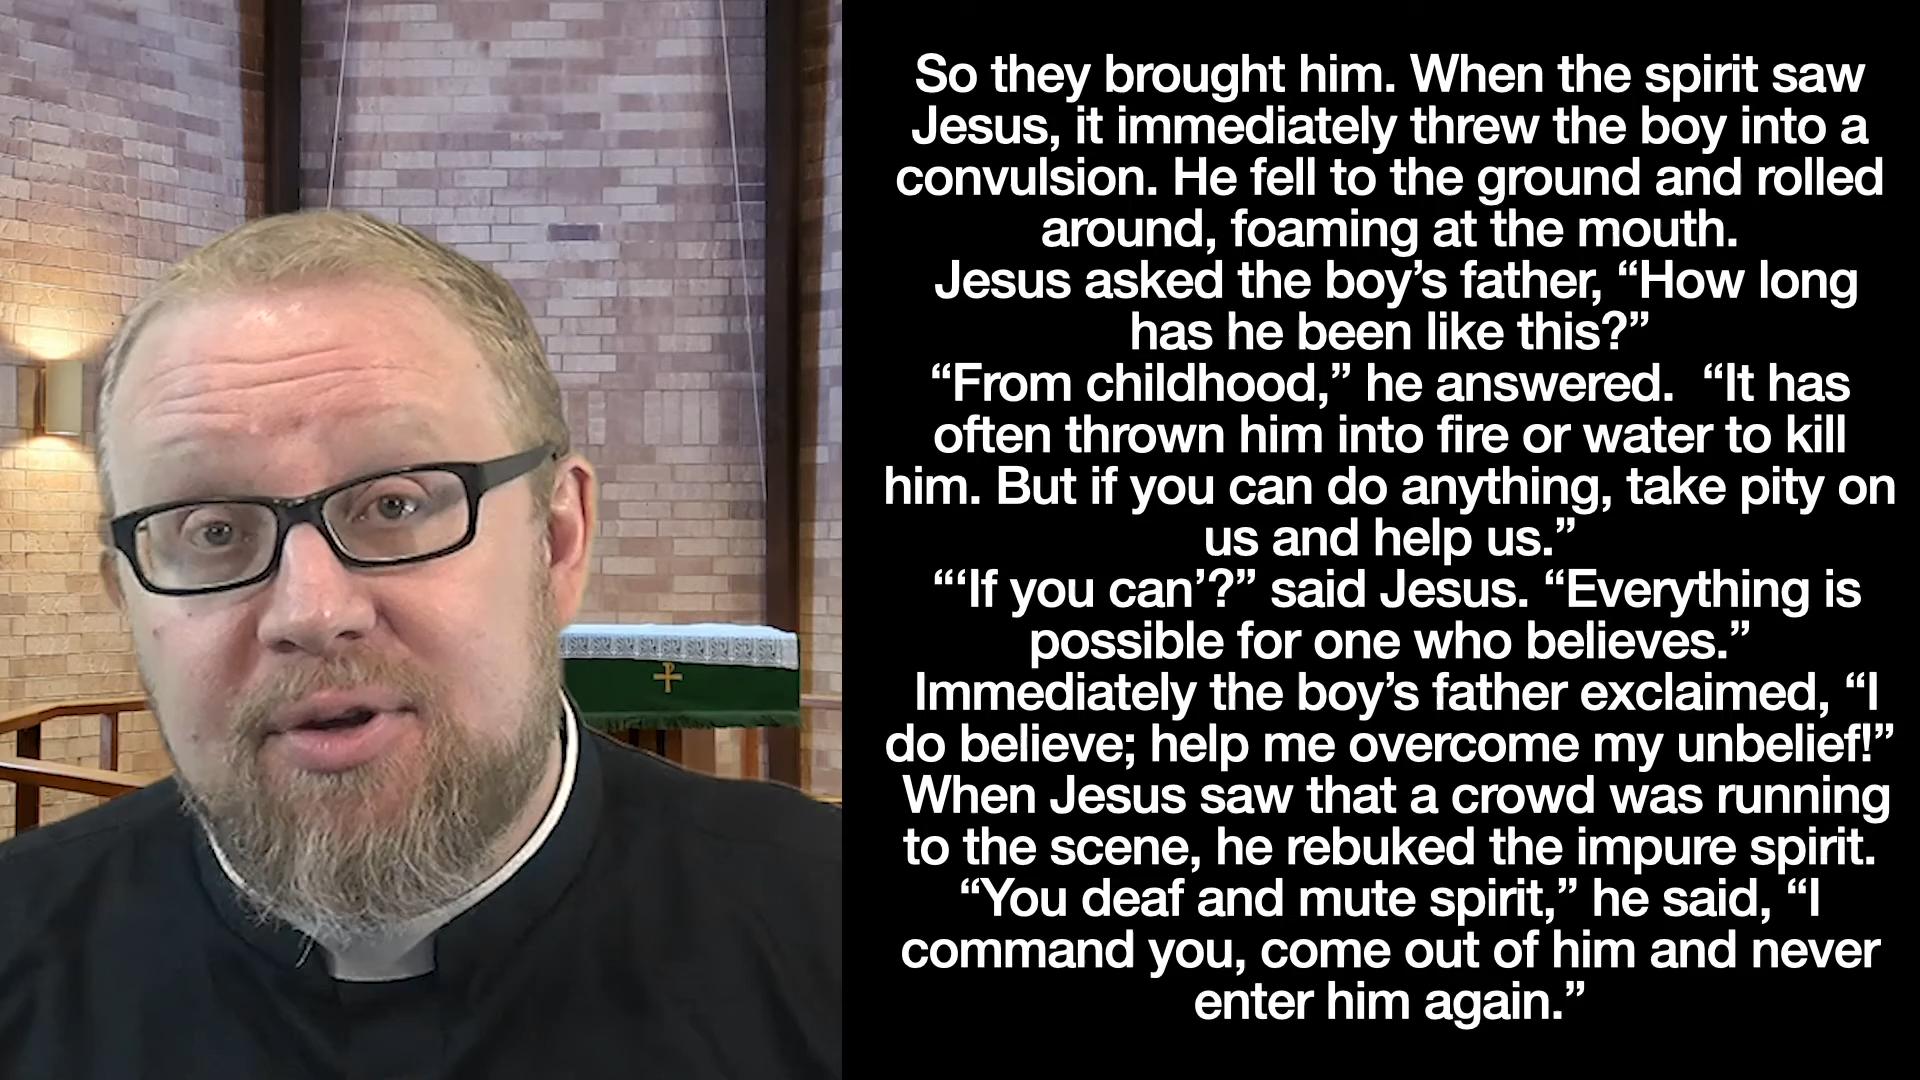 So they brought him. When the spirit saw
Jesus, it immediately threw the boy into a
convulsion. He fell to the ground and rolled
around, foaming at the mouth.
Jesus asked the boy’s father, “How long
has he been like this?”
“From childhood,” he answered.  “It has
often thrown him into fire or water to kill
him. But if you can do anything, take pity on
us and help us.”
“‘If you can’?” said Jesus. “Everything is
possible for one who believes.”
Immediately the boy’s father exclaimed, “I
do believe; help me overcome my unbelief!”
When Jesus saw that a crowd was running
to the scene, he rebuked the impure spirit.
“You deaf and mute spirit,” he said, “I
command you, come out of him and never
enter him again.”